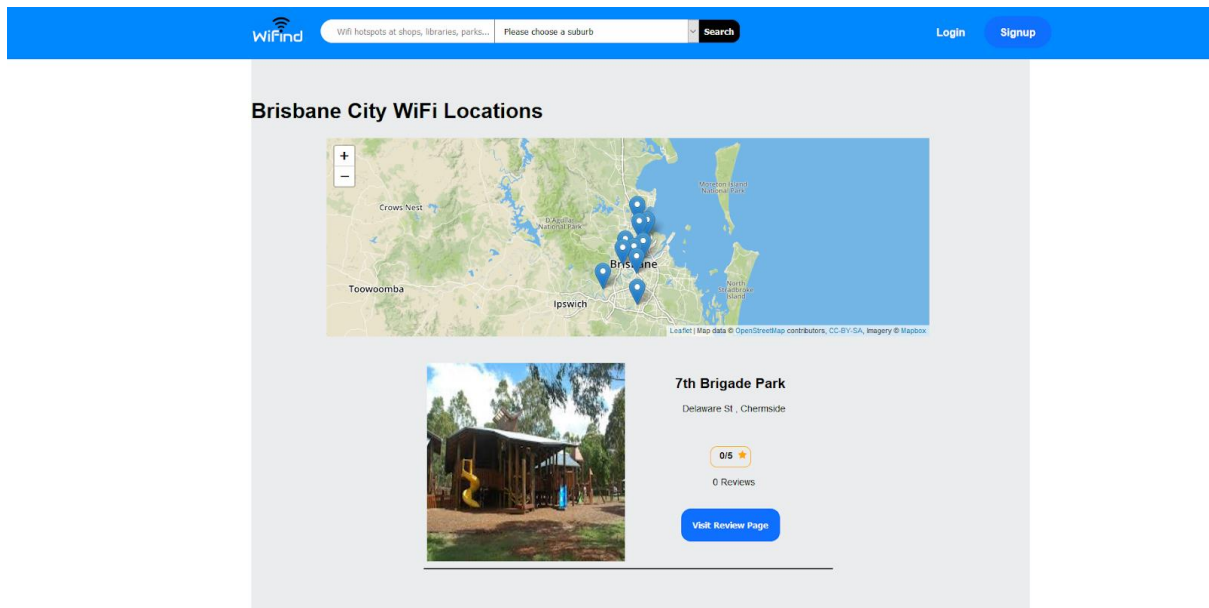 WiFind
Wifi hotspots at shops, libraries, parks... Please choose a suburb Search Login Signup
Brisbane City WiFi Locations
+
−
Moreton Island
National Park
Crows Nest
D'Aguilar
National Park
Brisbane
North
Stradbroke
Island
Toowoomba
Ipswich
Leaflet | Map data © OpenStreetMap contributors, CC-BY-SA, Imagery © Mapbox
7th Brigade Park
Delaware St , Chermside
0/5
0 Reviews
Visit Review Page